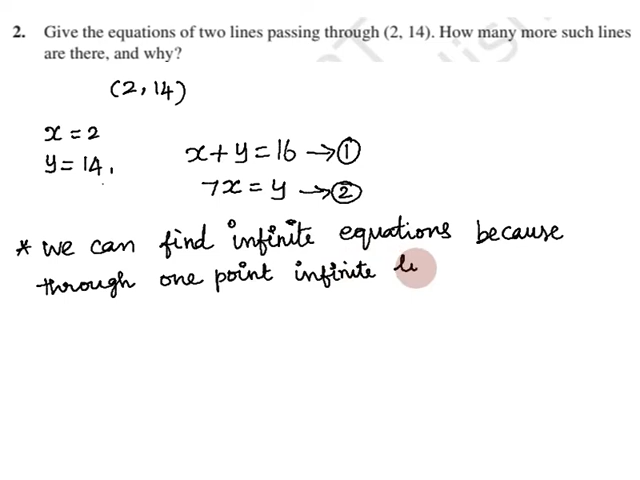 2. Give the equations of two lines passing through (2, 14). How many more such lines
are there, and why?
(2, 14)
x = 2
y = 14,
x + y = 16 → ①
7x = y → ②
* we can find infinite equations because
through one point infinite